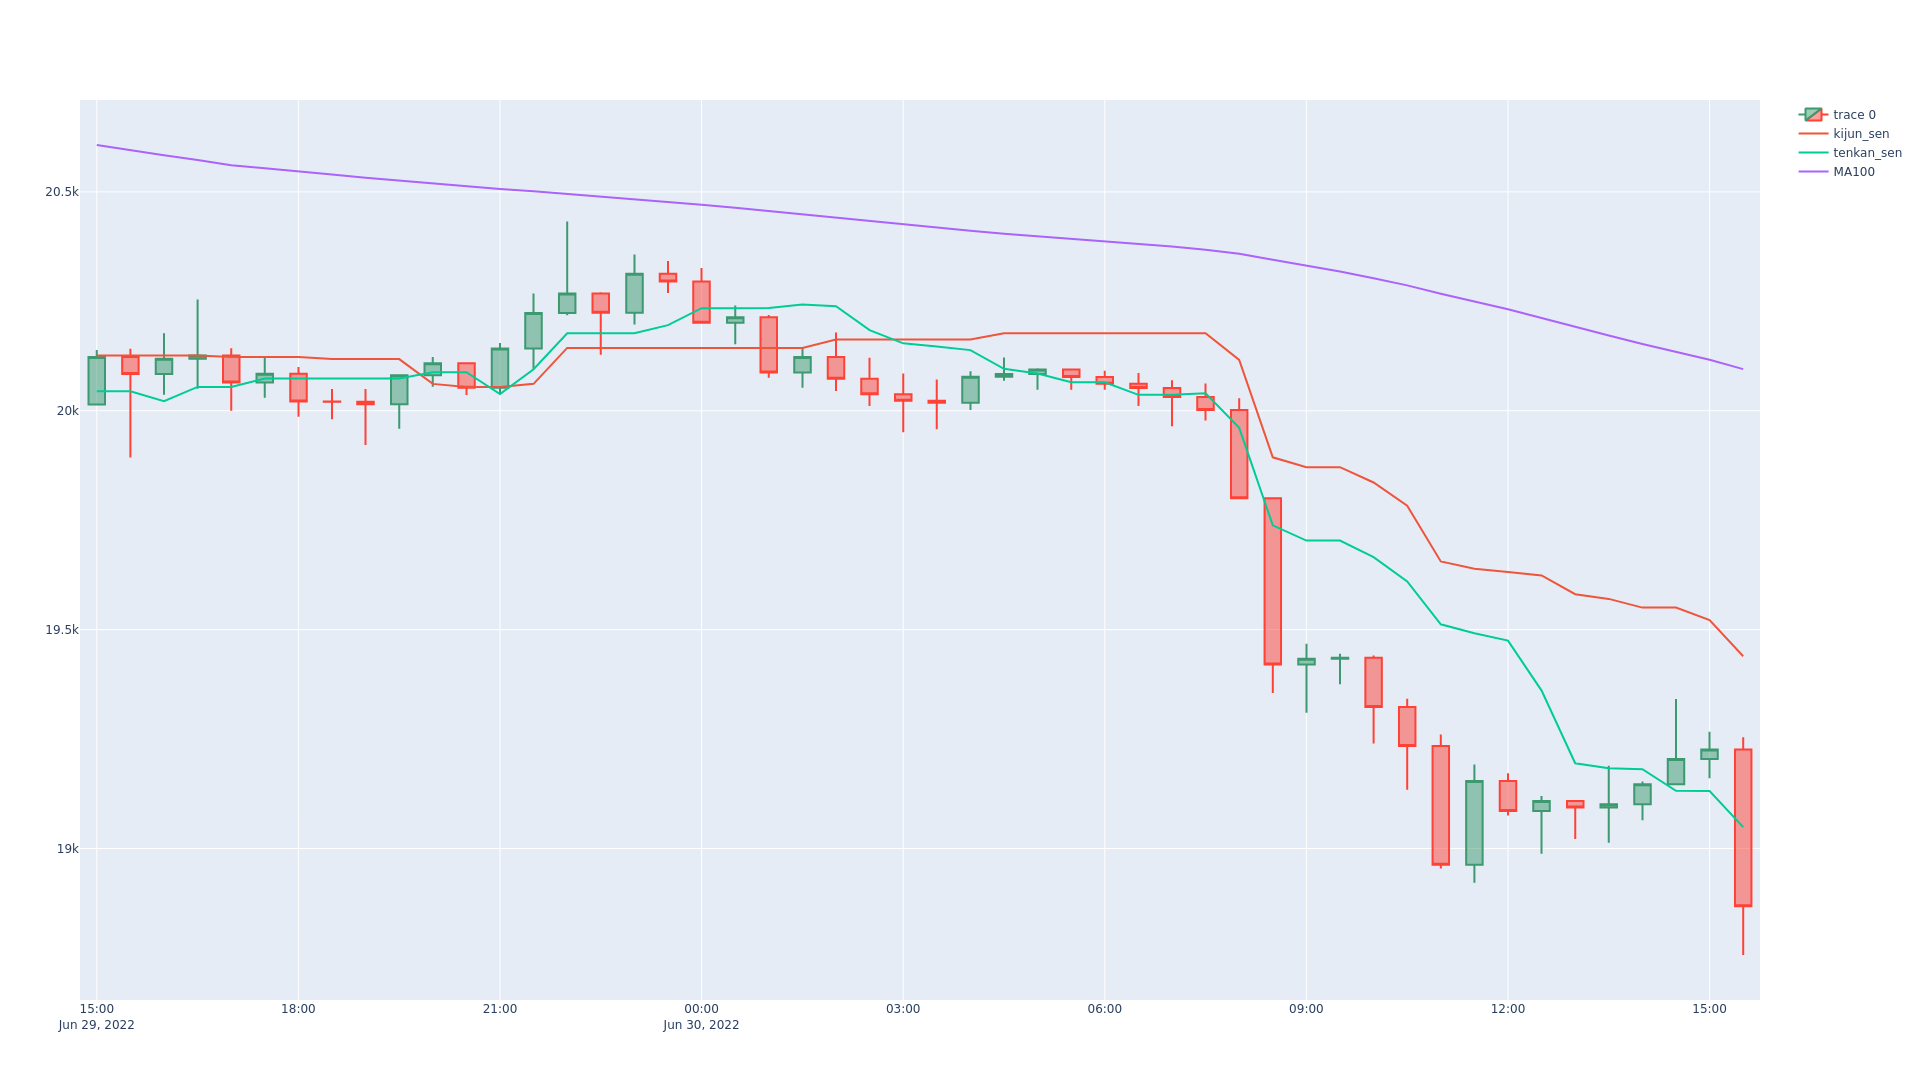 trace 0
kijun_sen
tenkan_sen
MA100
20.5k
20k
19.5k
19k
15:00 18:00 21:00 00:00 03:00 06:00 09:00 12:00 15:00
Jun 29, 2022 Jun 30, 2022